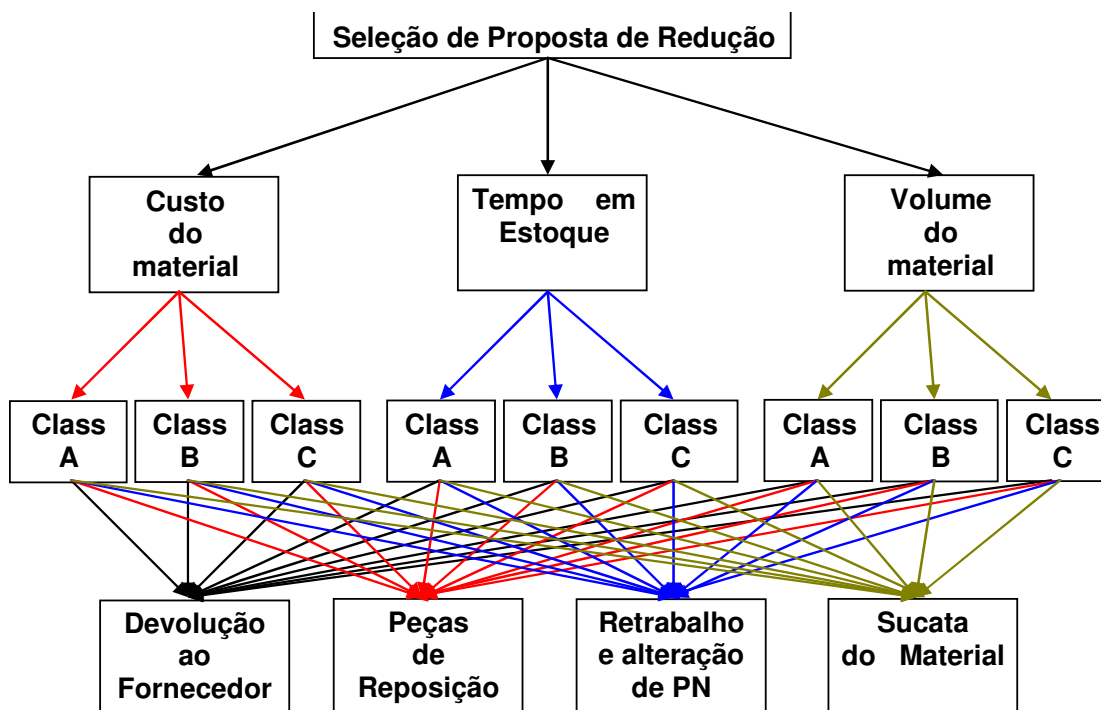 Seleção de Proposta de Redução
Custo
do
material
Tempo em
Estoque
Volume
do
material
Class
A
Class
B
Class
C
Class
A
Class
B
Class
C
Class
A
Class
B
Class
C
Devolução
ao
Fornecedor
Peças
de
Reposição
Retrabalho
e alteração
de PN
Sucata
do Material